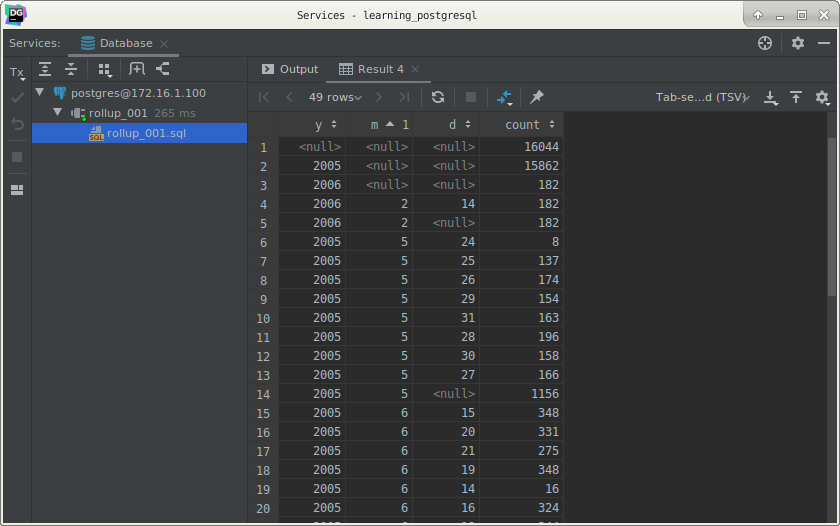 DG
Services - learning_postgresql
Services: Database
Output Result 4
Tx
49 rows
Tab-se...d (TSV)
postgres@172.16.1.100
rollup_001 265 ms
SQL rollup_001.sql
y m 1 d count
1 <null> <null> <null> 16044
2 2005 <null> <null> 15862
3 2006 <null> <null> 182
4 2006 2 14 182
5 2006 2 <null> 182
6 2005 5 24 8
7 2005 5 25 137
8 2005 5 26 174
9 2005 5 29 154
10 2005 5 31 163
11 2005 5 28 196
12 2005 5 30 158
13 2005 5 27 166
14 2005 5 <null> 1156
15 2005 6 15 348
16 2005 6 20 331
17 2005 6 21 275
18 2005 6 19 348
19 2005 6 14 16
20 2005 6 16 324